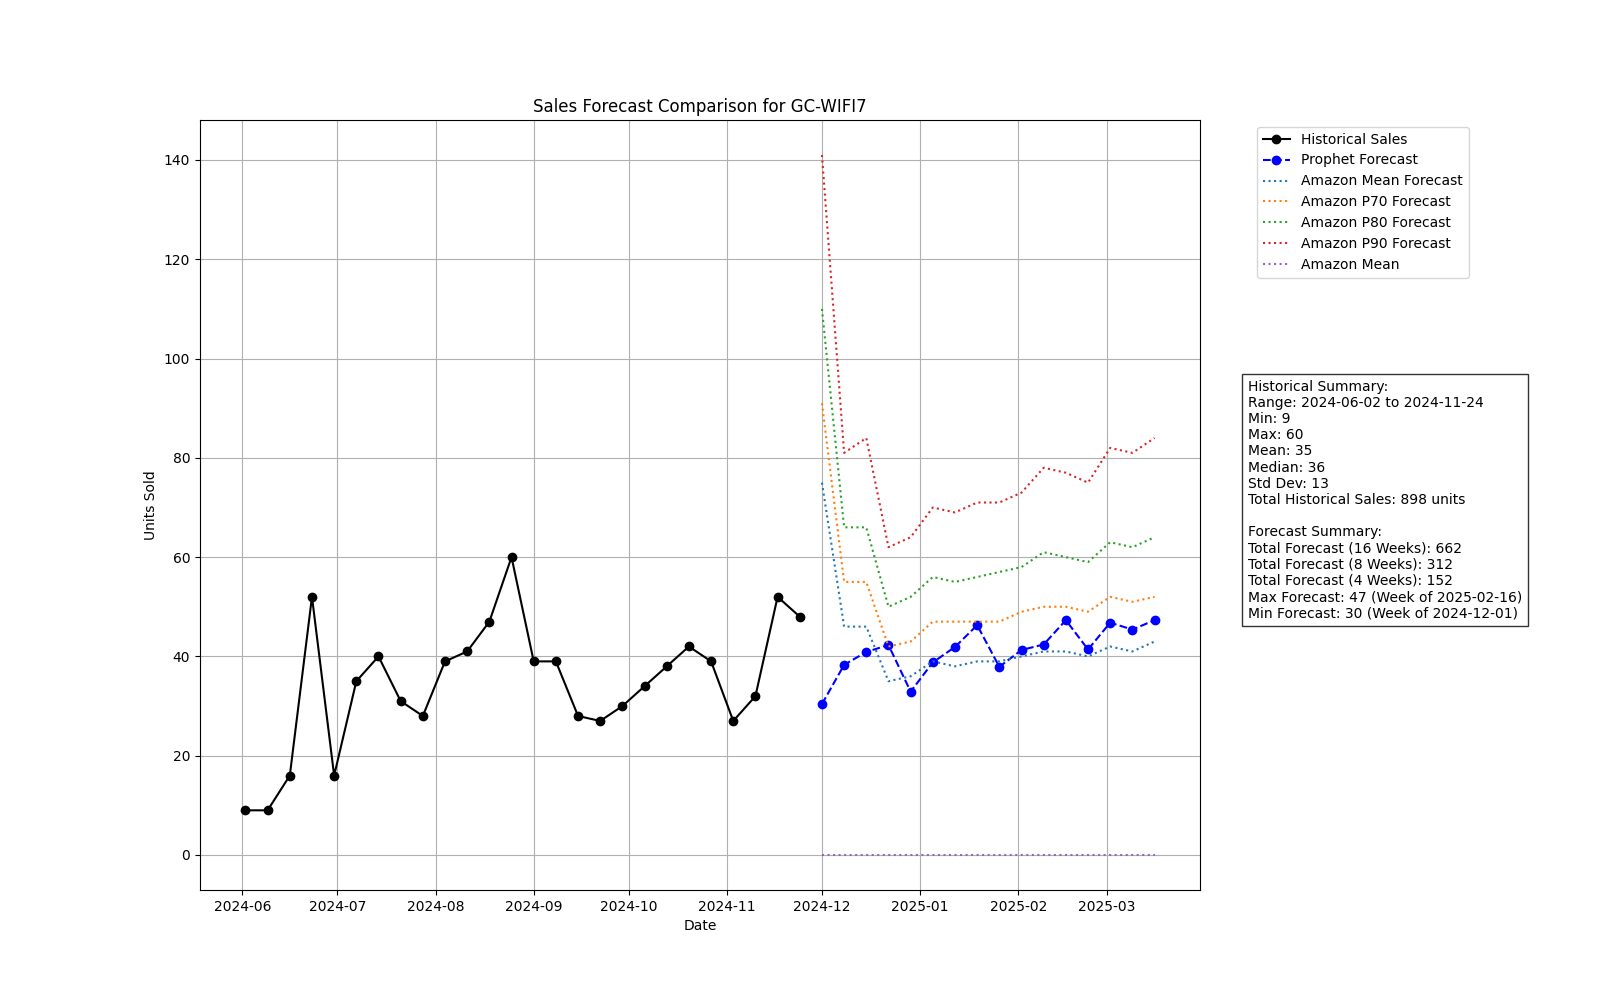 Sales Forecast Comparison for GC-WIFI7
Historical Sales
Prophet Forecast
Amazon Mean Forecast
Amazon P70 Forecast
Amazon P80 Forecast
Amazon P90 Forecast
Amazon Mean
Historical Summary:
Range: 2024-06-02 to 2024-11-24
Min: 9
Max: 60
Mean: 35
Median: 36
Std Dev: 13
Total Historical Sales: 898 units
Forecast Summary:
Total Forecast (16 Weeks): 662
Total Forecast (8 Weeks): 312
Total Forecast (4 Weeks): 152
Max Forecast: 47 (Week of 2025-02-16)
Min Forecast: 30 (Week of 2024-12-01)
Units Sold
140
120
100
80
60
40
20
0
2024-06 2024-07 2024-08 2024-09 2024-10 2024-11 2024-12 2025-01 2025-02 2025-03
Date